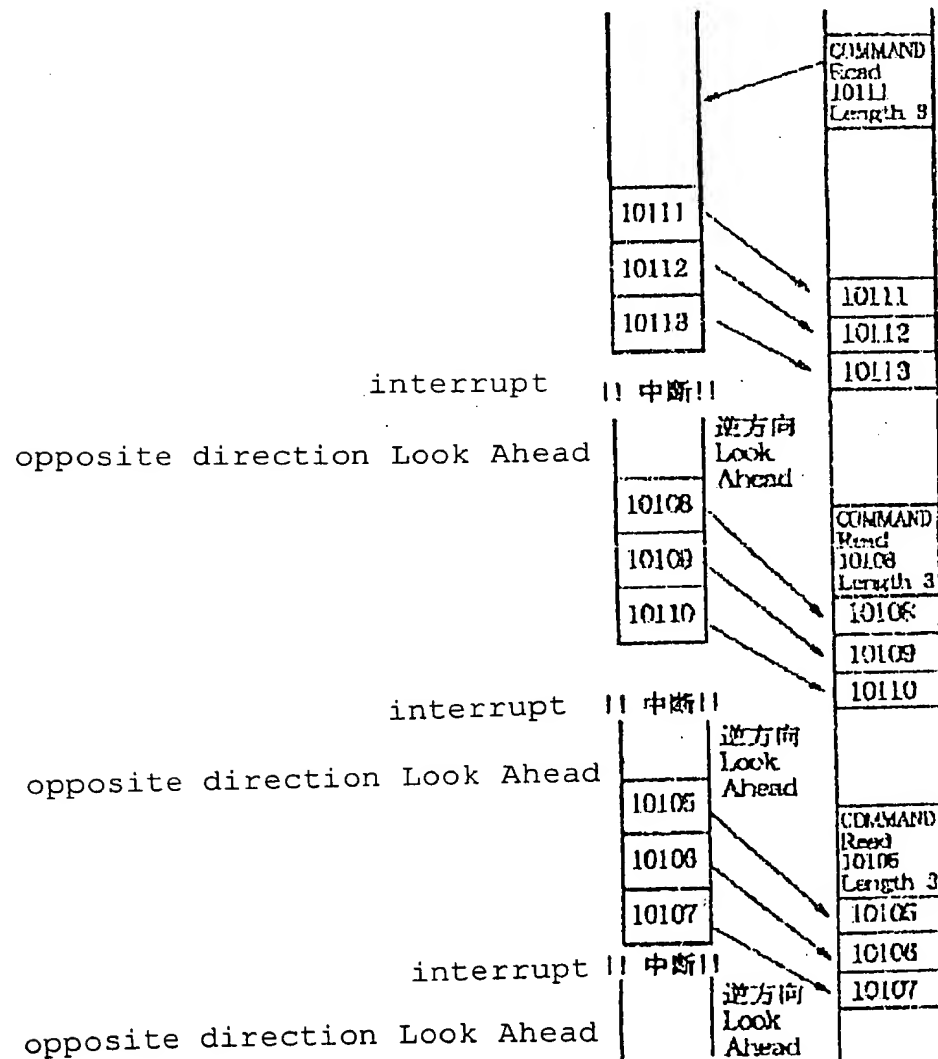 COMMAND
Read
10111
Length 3
10111
10112
10113
10111
10112
10113
interrupt
!! 中断!!
opposite direction Look Ahead
逆方向
Look
Ahead
10108
10109
10110
COMMAND
Read
10108
Length 3
10108
10109
10110
interrupt
!! 中断!!
opposite direction Look Ahead
逆方向
Look
Ahead
10105
10106
10107
COMMAND
Read
10105
Length 3
10105
10106
10107
interrupt
!! 中断!!
opposite direction Look Ahead
逆方向
Look
Ahead